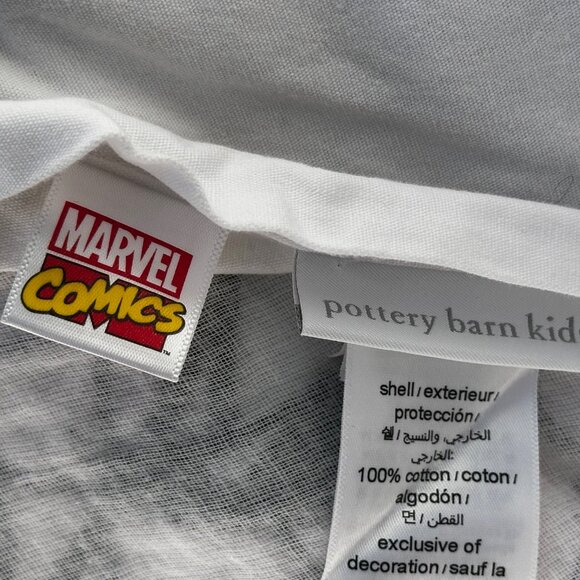 MARVEL
COMICS
™
pottery barn kid
shell / exterieur /
protección /
쉘 / الخارجي, والنسيج
الخارجي:
100% cotton / coton /
algodón /
면 / القطن /
exclusive of
decoration / sauf la